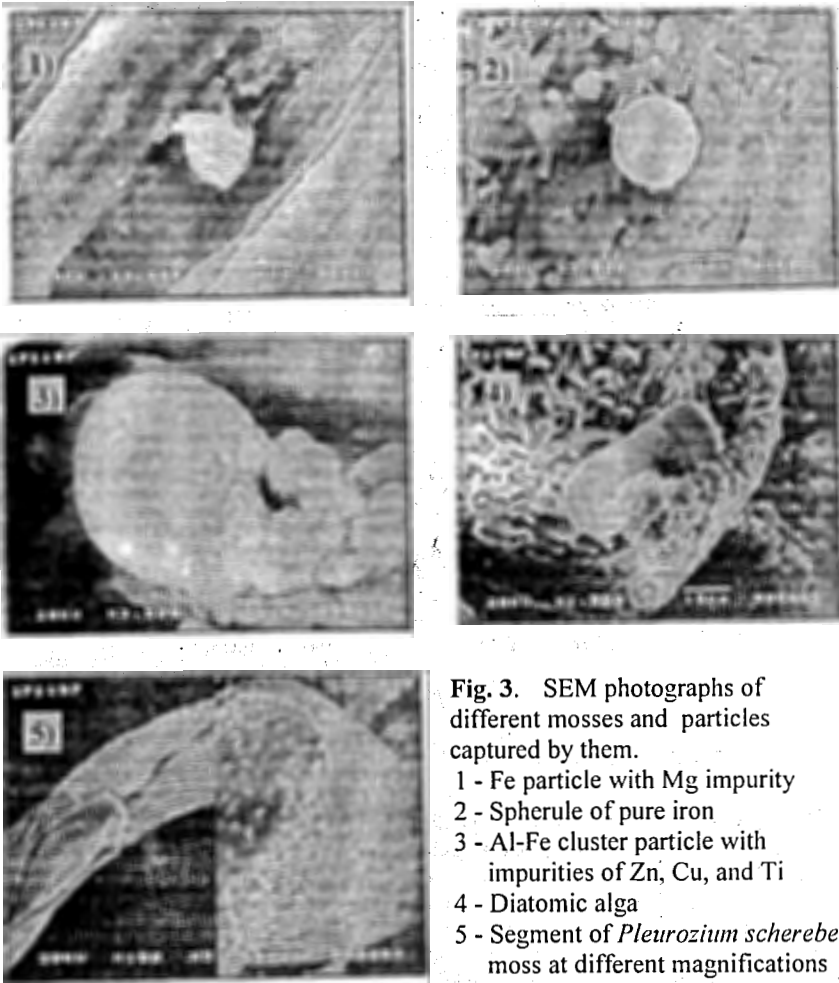 1)
2)
3)
4)
5)
Fig. 3. SEM photographs of
different mosses and particles
captured by them.
1 - Fe particle with Mg impurity
2 - Spherule of pure iron
3 - Al-Fe cluster particle with
impurities of Zn, Cu, and Ti
4 - Diatomic alga
5 - Segment of Pleurozium scherebe
moss at different magnifications